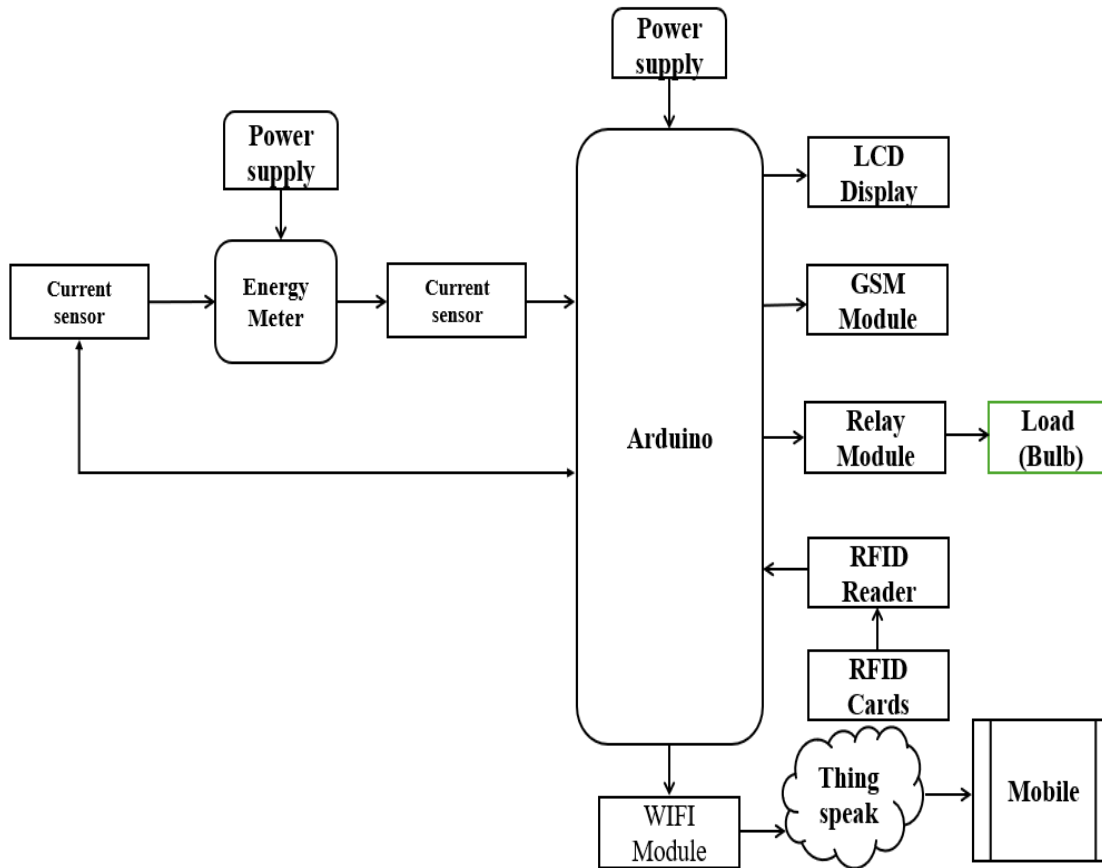 Power
supply
Power
supply
LCD
Display
Current
sensor
Energy
Meter
Current
sensor
GSM
Module
Arduino
Relay
Module
Load
(Bulb)
RFID
Reader
RFID
Cards
WIFI
Module
Thing
speak
Mobile